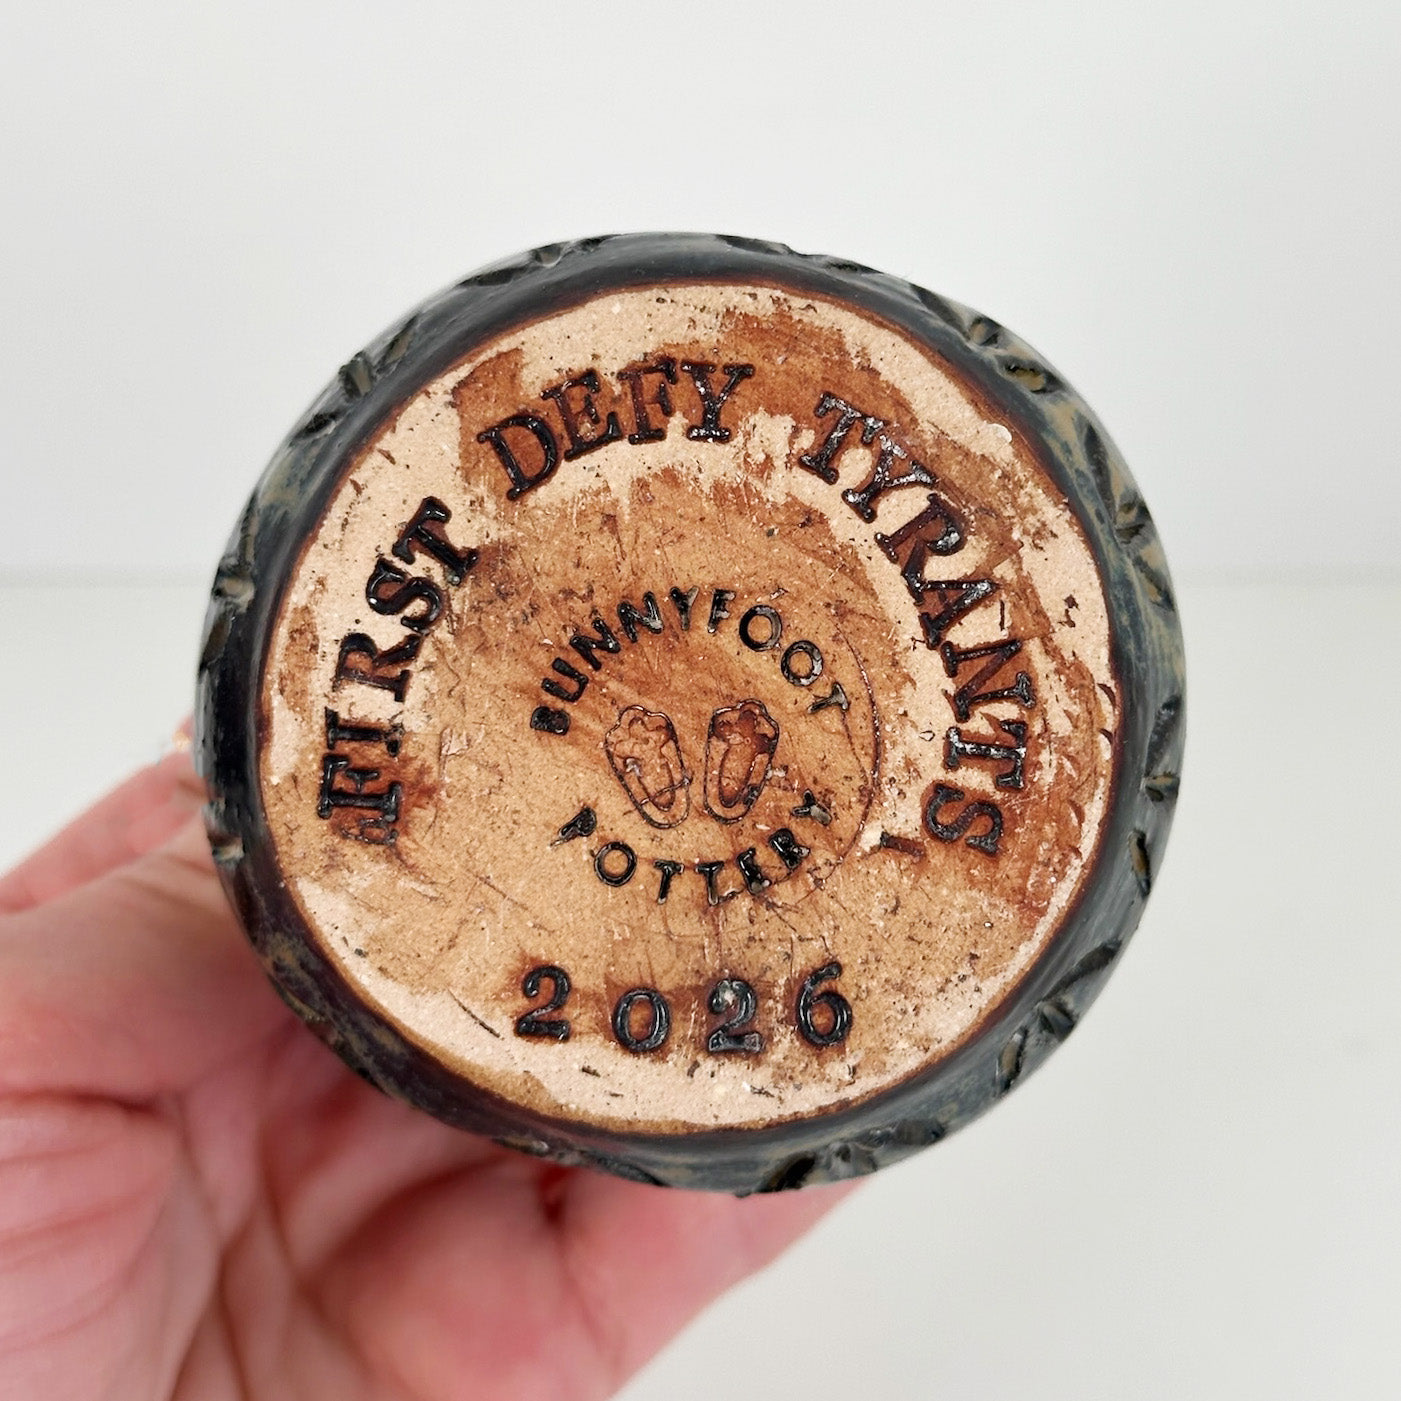 FIRST DEFY TYRANTS
BUNNYFOOT
POTTERY
2026